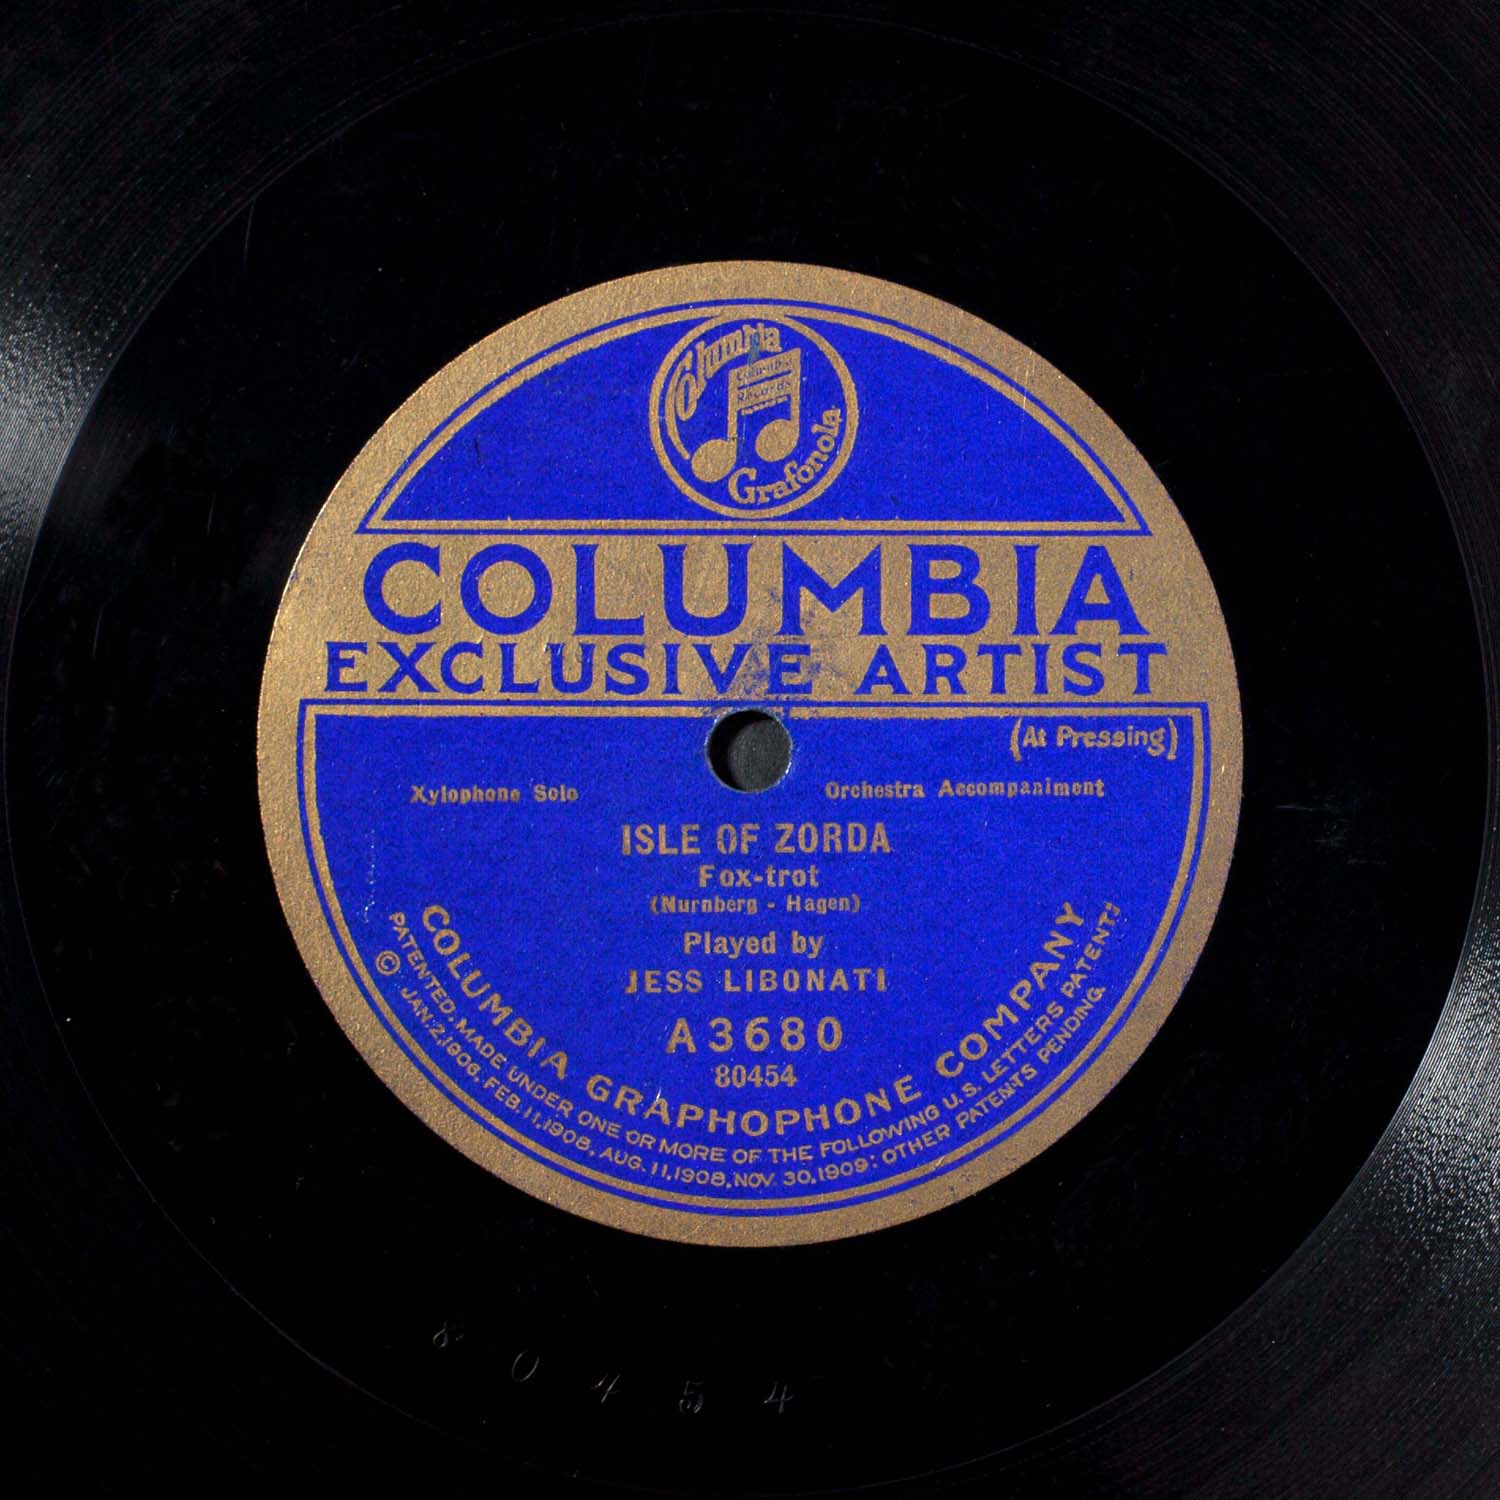 Columbia
Columbia
Records
Grafonola
COLUMBIA
EXCLUSIVE ARTIST
(At Pressing)
Xylophone Solo Orchestra Accompaniment
ISLE OF ZORDA
Fox-trot
(Nurnberg - Hagen)
Played by
JESS LIBONATI
A3680
80454
COLUMBIA GRAPHOPHONE COMPANY
PATENTED, MADE UNDER ONE OR MORE OF THE FOLLOWING U.S. LETTERS PATENT:
© JAN. 2, 1906, FEB. 11, 1908, AUG. 11, 1908, NOV. 30, 1909; OTHER PATENTS PENDING.
80454